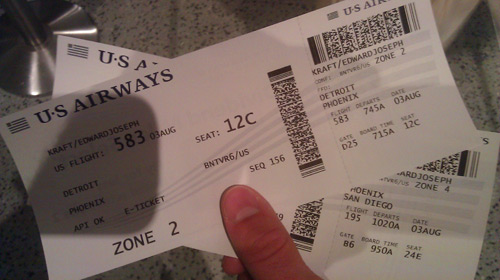 U·S A
U·S AIRWAYS
KRAFT/EDWARDJOSEPH
US FLIGHT: 583 03AUG
SEAT: 12C
BNTVR6/US
SEQ 156
DETROIT
PHOENIX
API OK E-TICKET
ZONE 2
U·S AIRWAYS
KRAFT/EDWARDJOSEPH
CONF: BNTVR6/US ZONE 2
DETROIT
PHOENIX
FLIGHT DEPARTS DATE
583 745A 03AUG
GATE BOARD TIME SEAT
D25 715A 12C
EDWARDJOSEPH
ZONE 4
PHOENIX
SAN DIEGO
FLIGHT DEPARTS DATE
195 1020A 03AUG
GATE BOARD TIME SEAT
B6 950A 24E